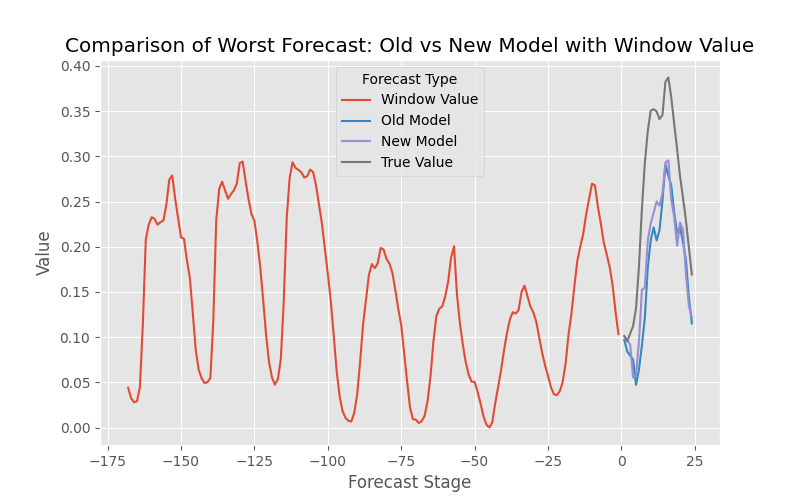 Comparison of Worst Forecast: Old vs New Model with Window Value
Forecast Type
Window Value
Old Model
New Model
True Value
0.40
0.35
0.30
0.25
0.20
0.15
0.10
0.05
0.00
Value
−175 −150 −125 −100 −75 −50 −25 0 25
Forecast Stage